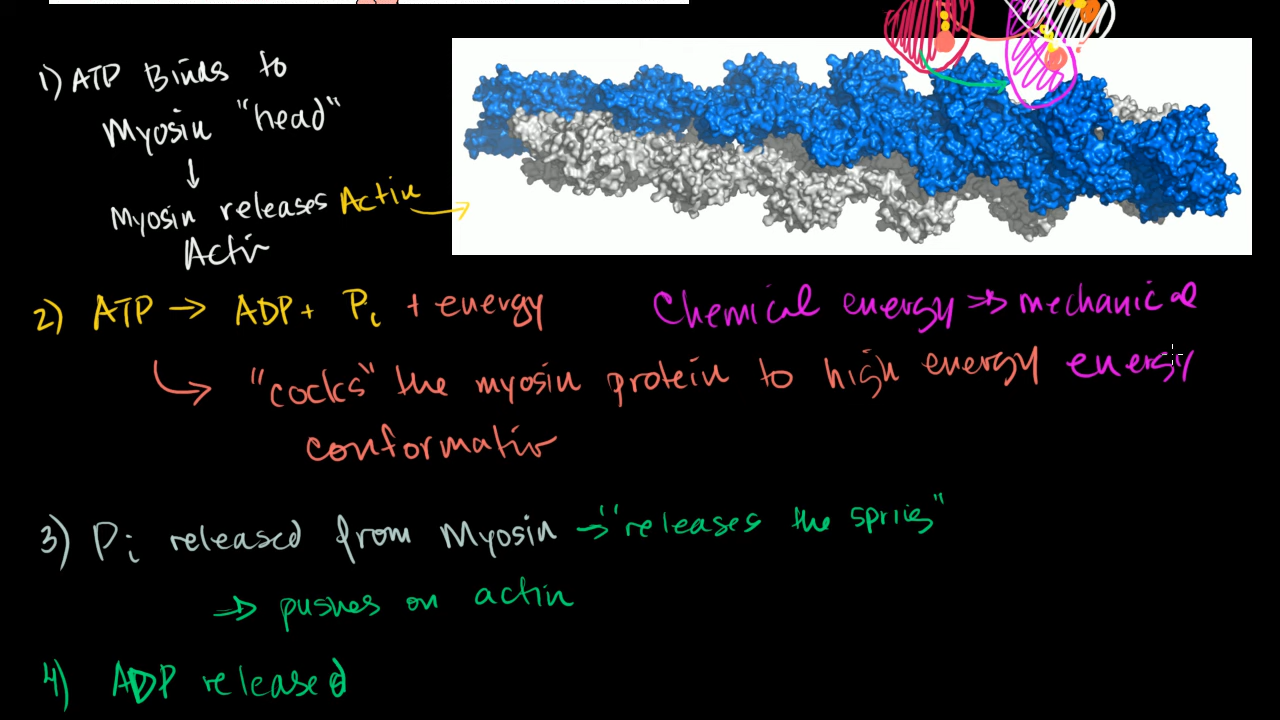 1) ATP Binds to
Myosin "head"
↓
Myosin releases Actin →
Actin
2) ATP → ADP + Pi + energy
Chemical energy ⇒ mechanical
energy
↳ "cocks" the myosin protein to high energy
conformation
3) Pi released from Myosin → "releases the spring"
⇒ pushes on actin
4) ADP released